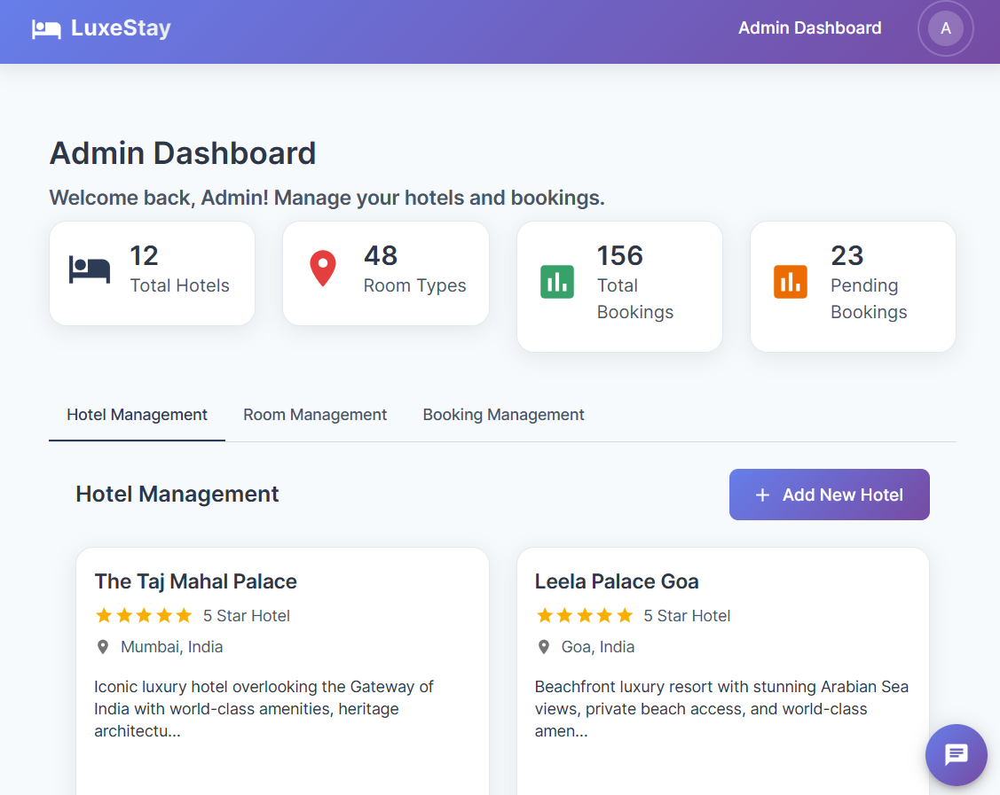 LuxeStay
Admin Dashboard
A
Admin Dashboard
Welcome back, Admin! Manage your hotels and bookings.
12
Total Hotels
48
Room Types
156
Total
Bookings
23
Pending
Bookings
Hotel Management
Room Management
Booking Management
Hotel Management
+ Add New Hotel
The Taj Mahal Palace
5 Star Hotel
Mumbai, India
Iconic luxury hotel overlooking the Gateway of
India with world-class amenities, heritage
architectu...
Leela Palace Goa
5 Star Hotel
Goa, India
Beachfront luxury resort with stunning Arabian Sea
views, private beach access, and world-class
amen...